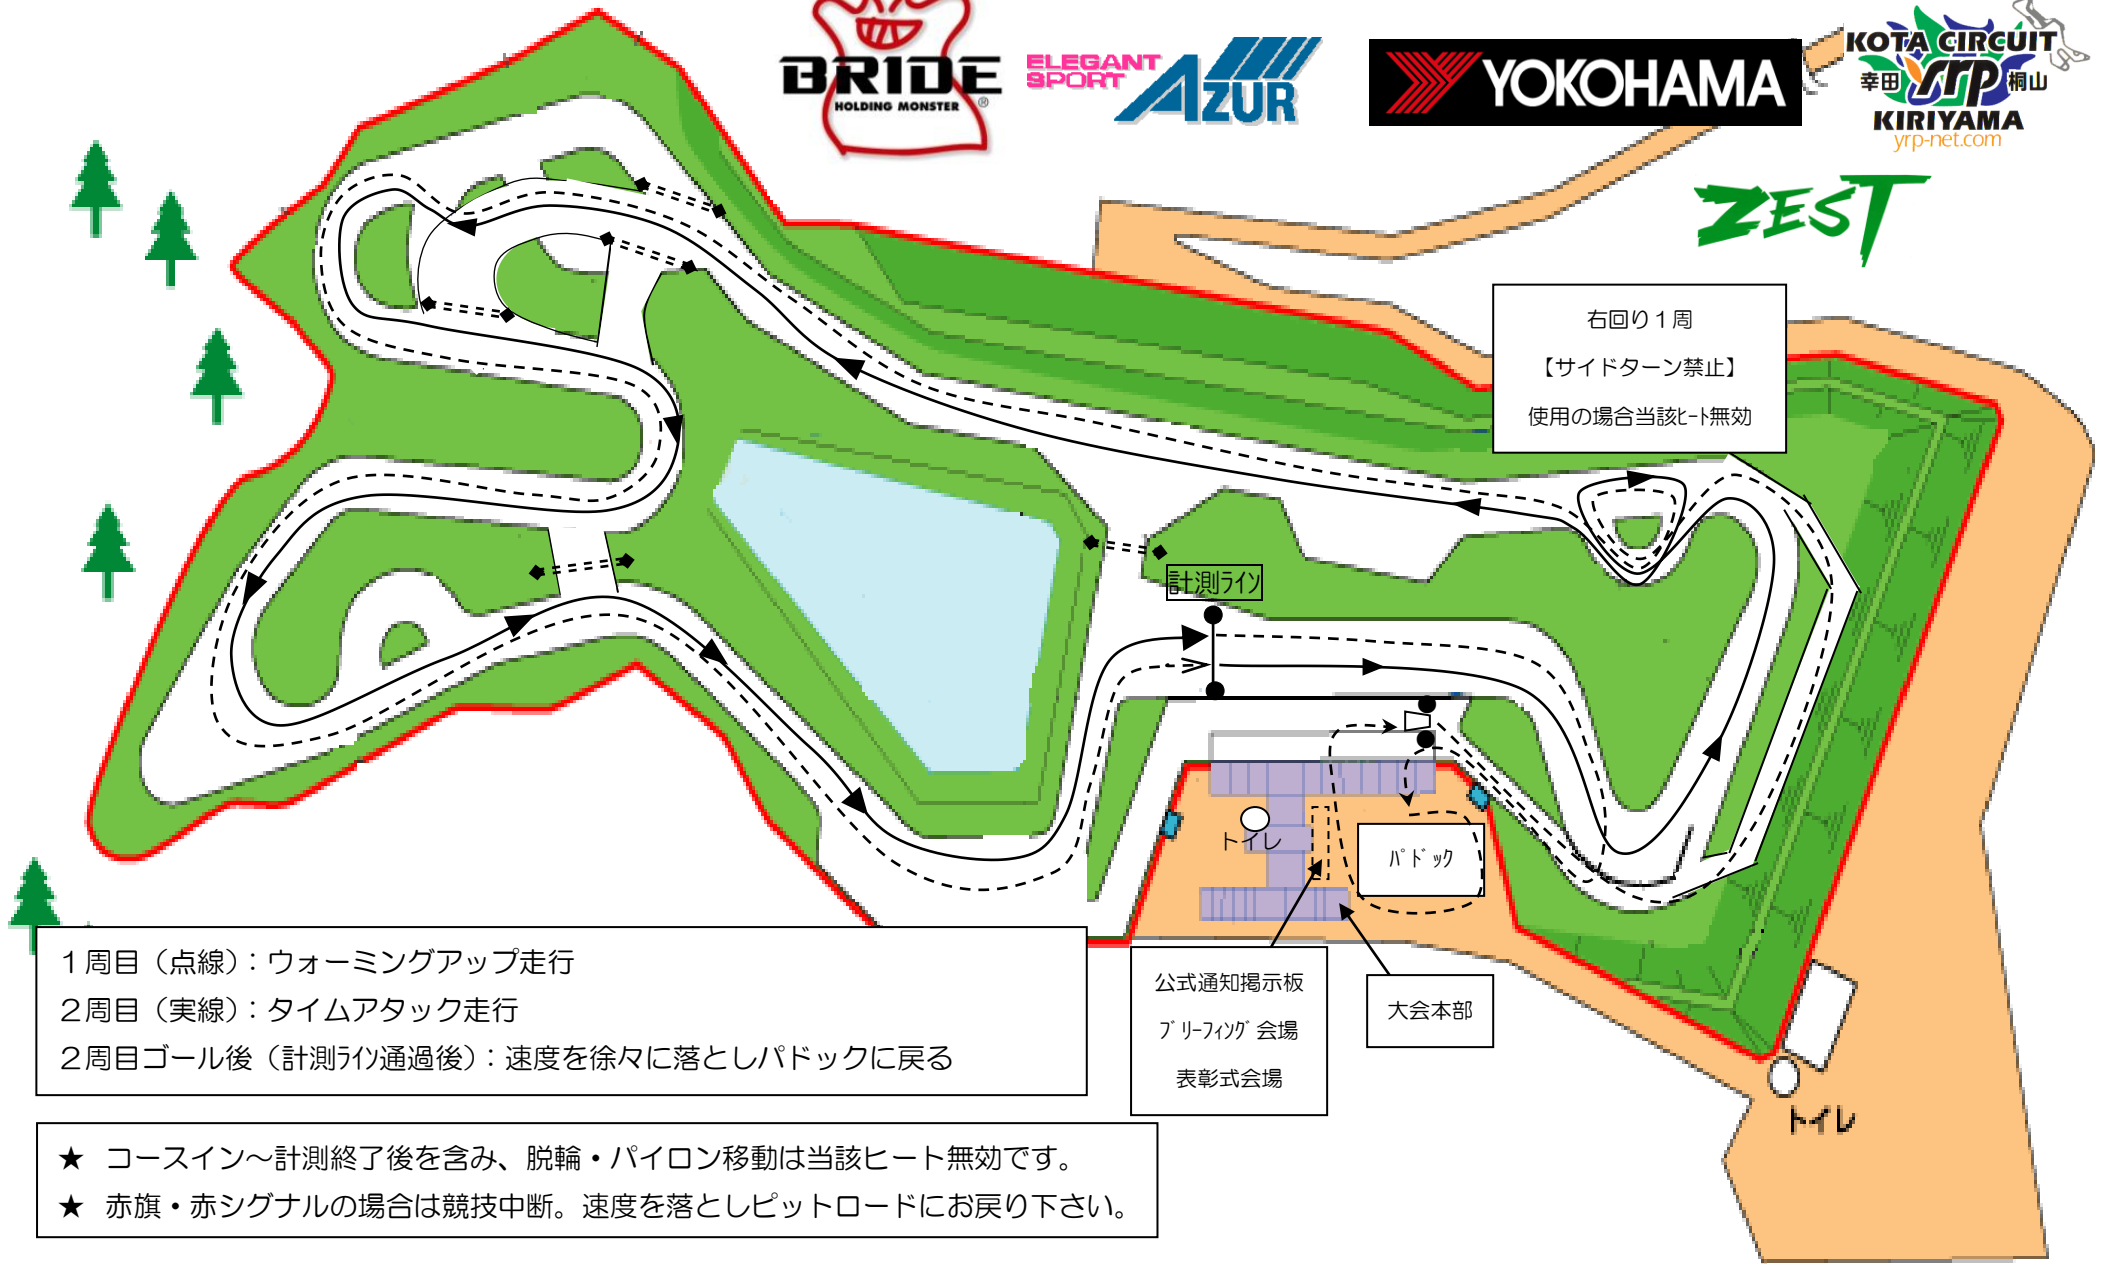 BRIDE
HOLDING MONSTER
®
ELEGANT
SPORT
AZUR
YOKOHAMA
KOTA CIRCUIT
幸田 yrp 桐山
KIRIYAMA
yrp-net.com
ZEST
右回り１周
【サイドターン禁止】
使用の場合当該ﾋｰﾄ無効
計測ﾗｲﾝ
トイレ
ﾊﾟﾄﾞｯｸ
公式通知掲示板
ﾌﾞﾘｰﾌｨﾝｸﾞ会場
表彰式会場
大会本部
トイレ
１周目（点線）：ウォーミングアップ走行
２周目（実線）：タイムアタック走行
２周目ゴール後（計測ﾗｲﾝ通過後）：速度を徐々に落としパドックに戻る
★ コースイン～計測終了後を含み、脱輪・パイロン移動は当該ヒート無効です。
★ 赤旗・赤シグナルの場合は競技中断。速度を落としピットロードにお戻り下さい。